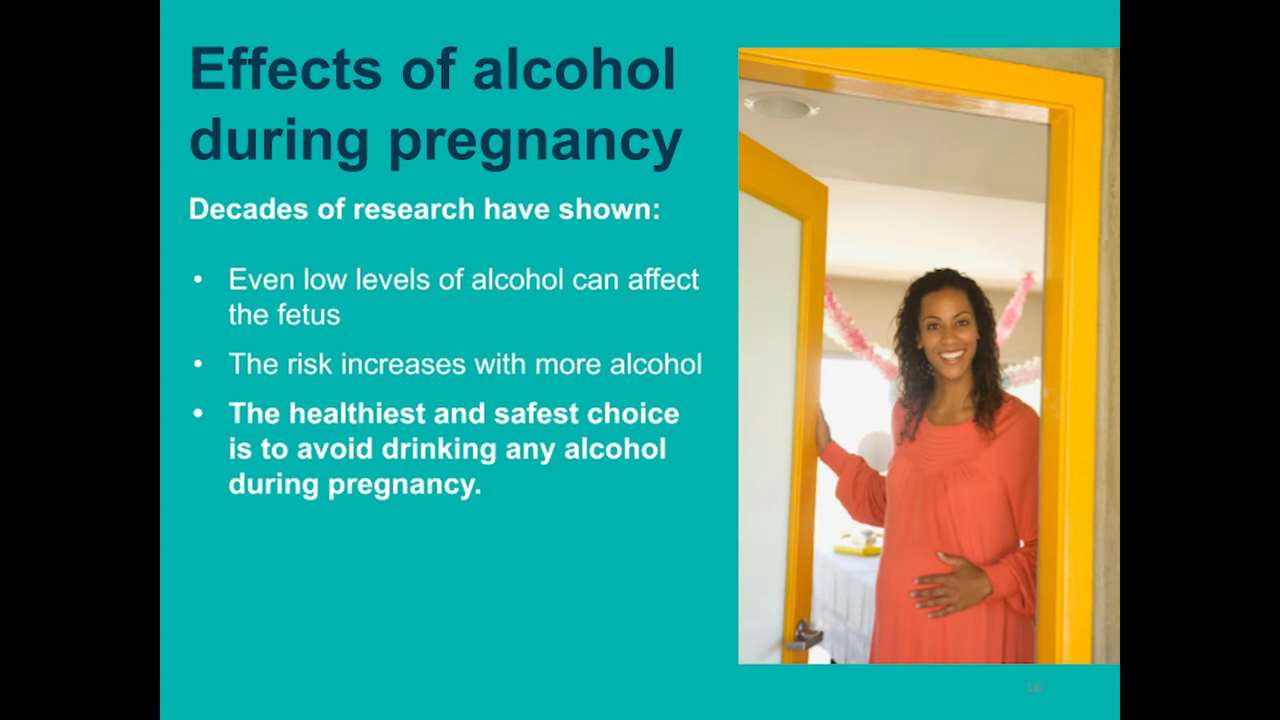 Effects of alcohol
during pregnancy
Decades of research have shown:
• Even low levels of alcohol can affect
the fetus
• The risk increases with more alcohol
• The healthiest and safest choice
is to avoid drinking any alcohol
during pregnancy.
16